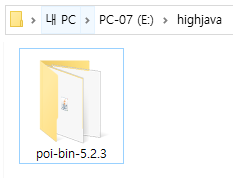 내 PC > PC-07 (E:) > highjava
poi-bin-5.2.3